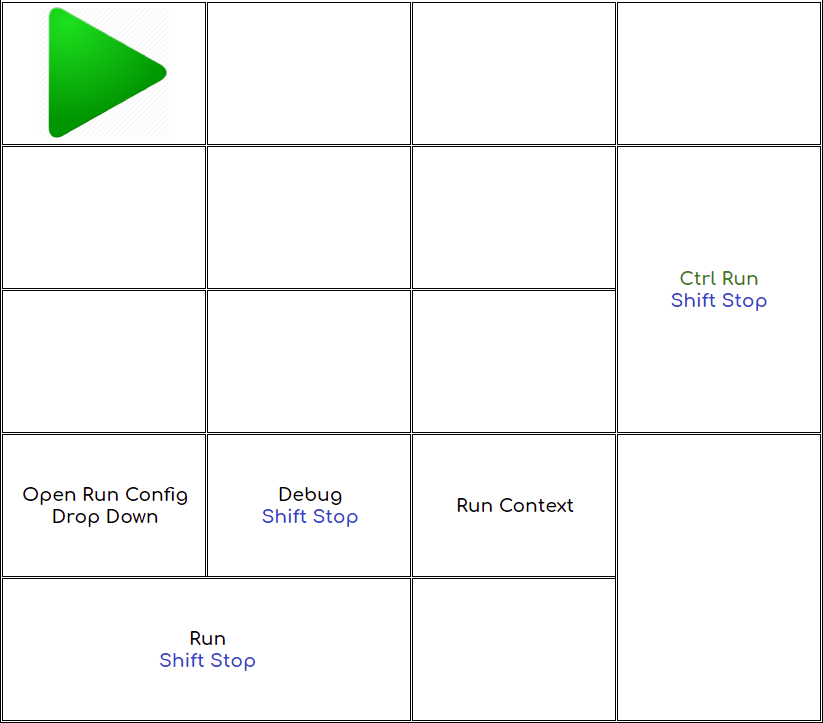 Ctrl Run
Shift Stop
Open Run Config
Drop Down
Debug
Shift Stop
Run Context
Run
Shift Stop